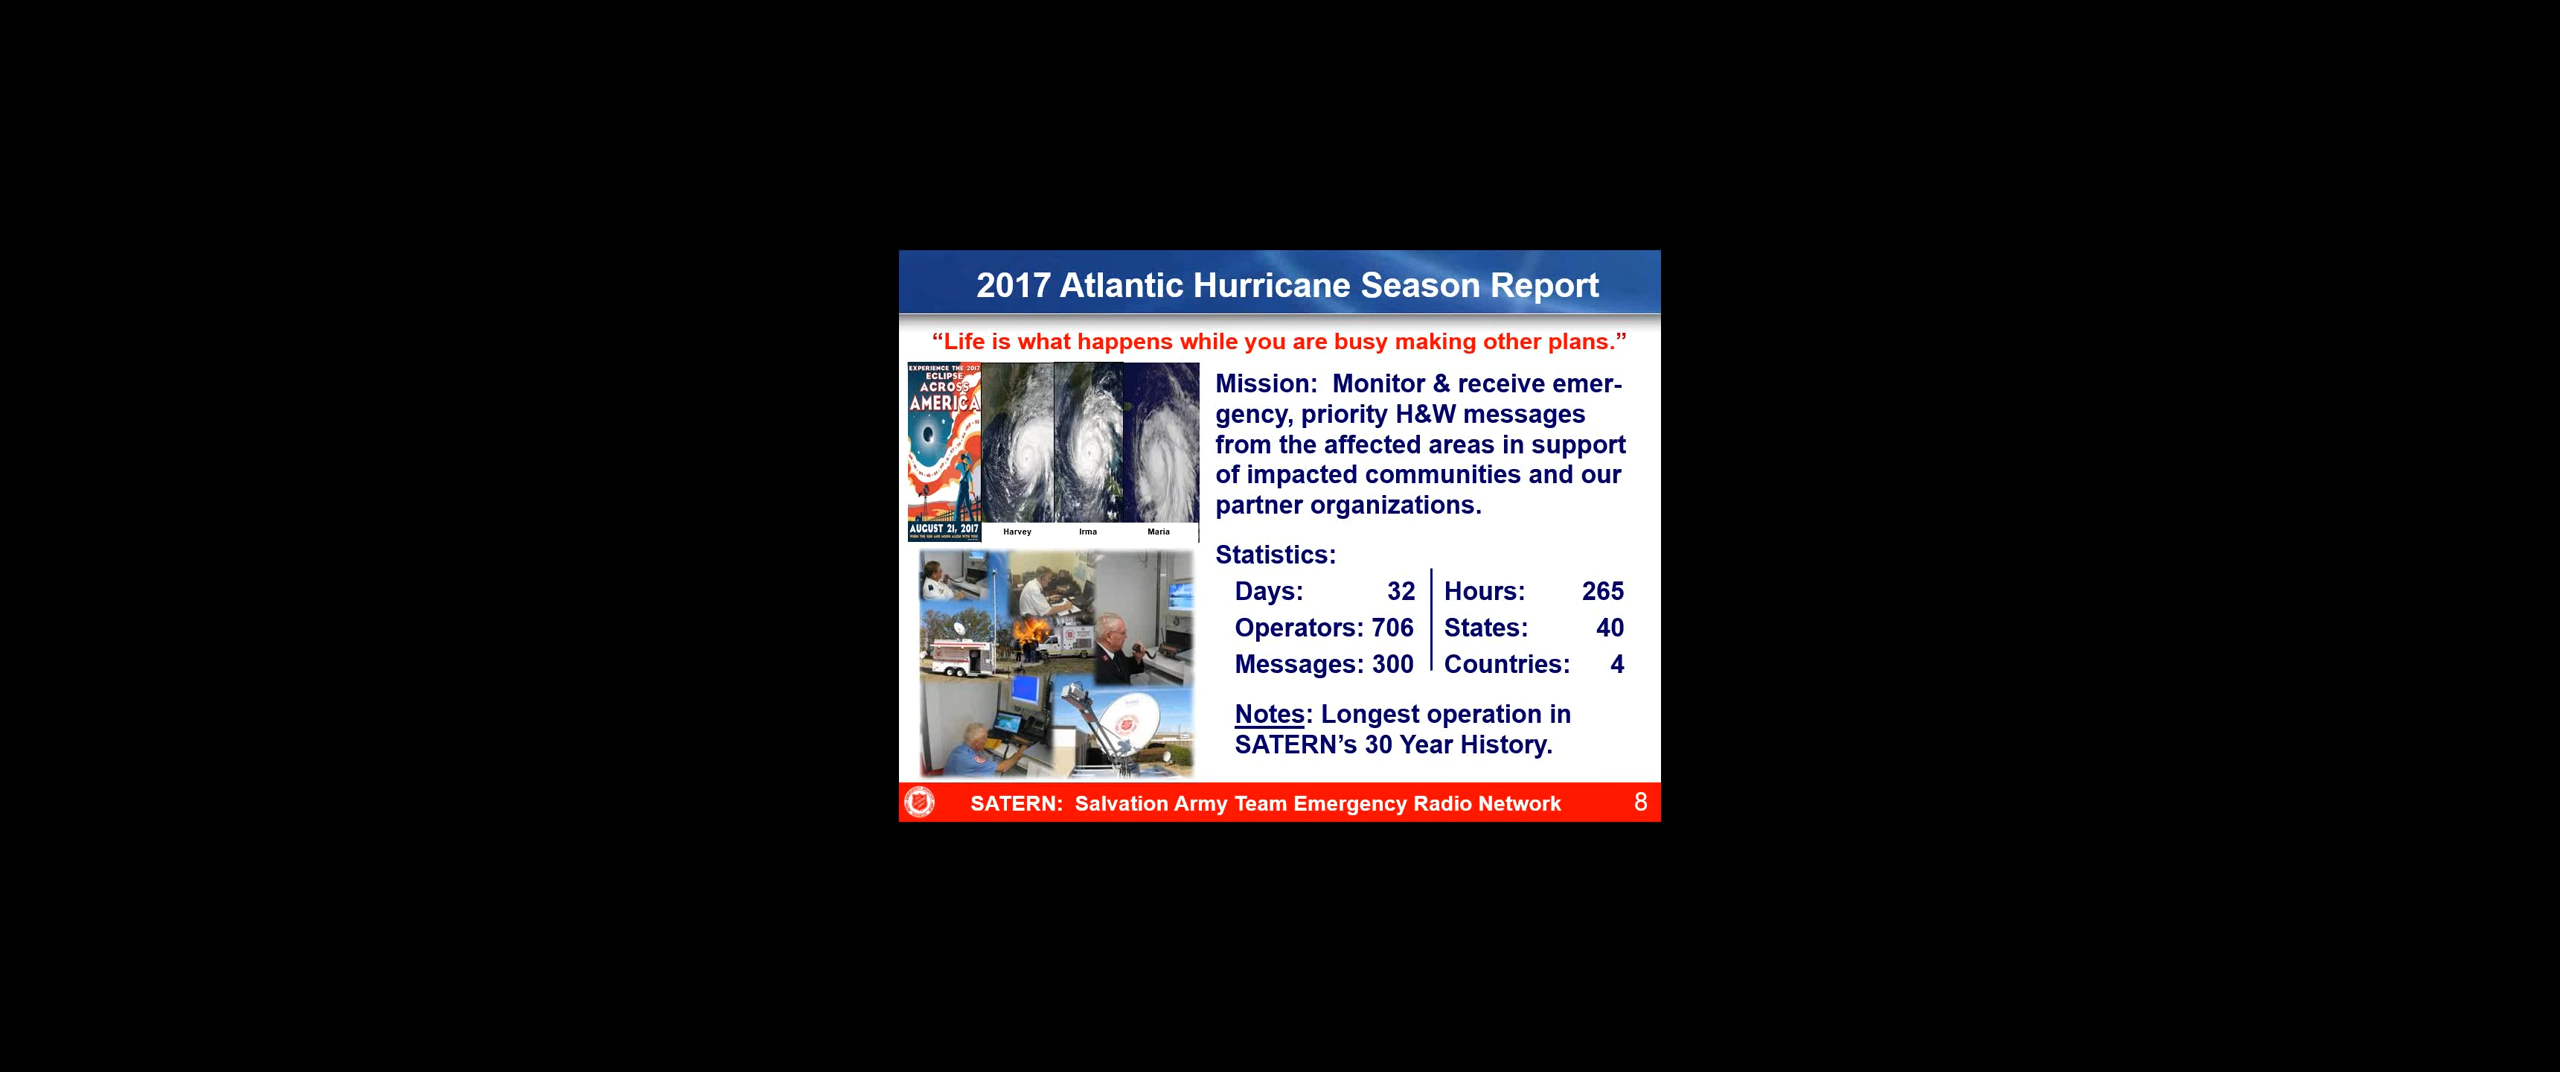 2017 Atlantic Hurricane Season Report
“Life is what happens while you are busy making other plans.”
EXPERIENCE THE 2017
ECLIPSE
ACROSS
AMERICA
AUGUST 21, 2017
Harvey Irma Maria
Mission: Monitor & receive emer-
gency, priority H&W messages
from the affected areas in support
of impacted communities and our
partner organizations.
Statistics:
Days: 32 Hours: 265
Operators: 706 States: 40
Messages: 300 Countries: 4
Notes: Longest operation in
SATERN’s 30 Year History.
SATERN: Salvation Army Team Emergency Radio Network 8